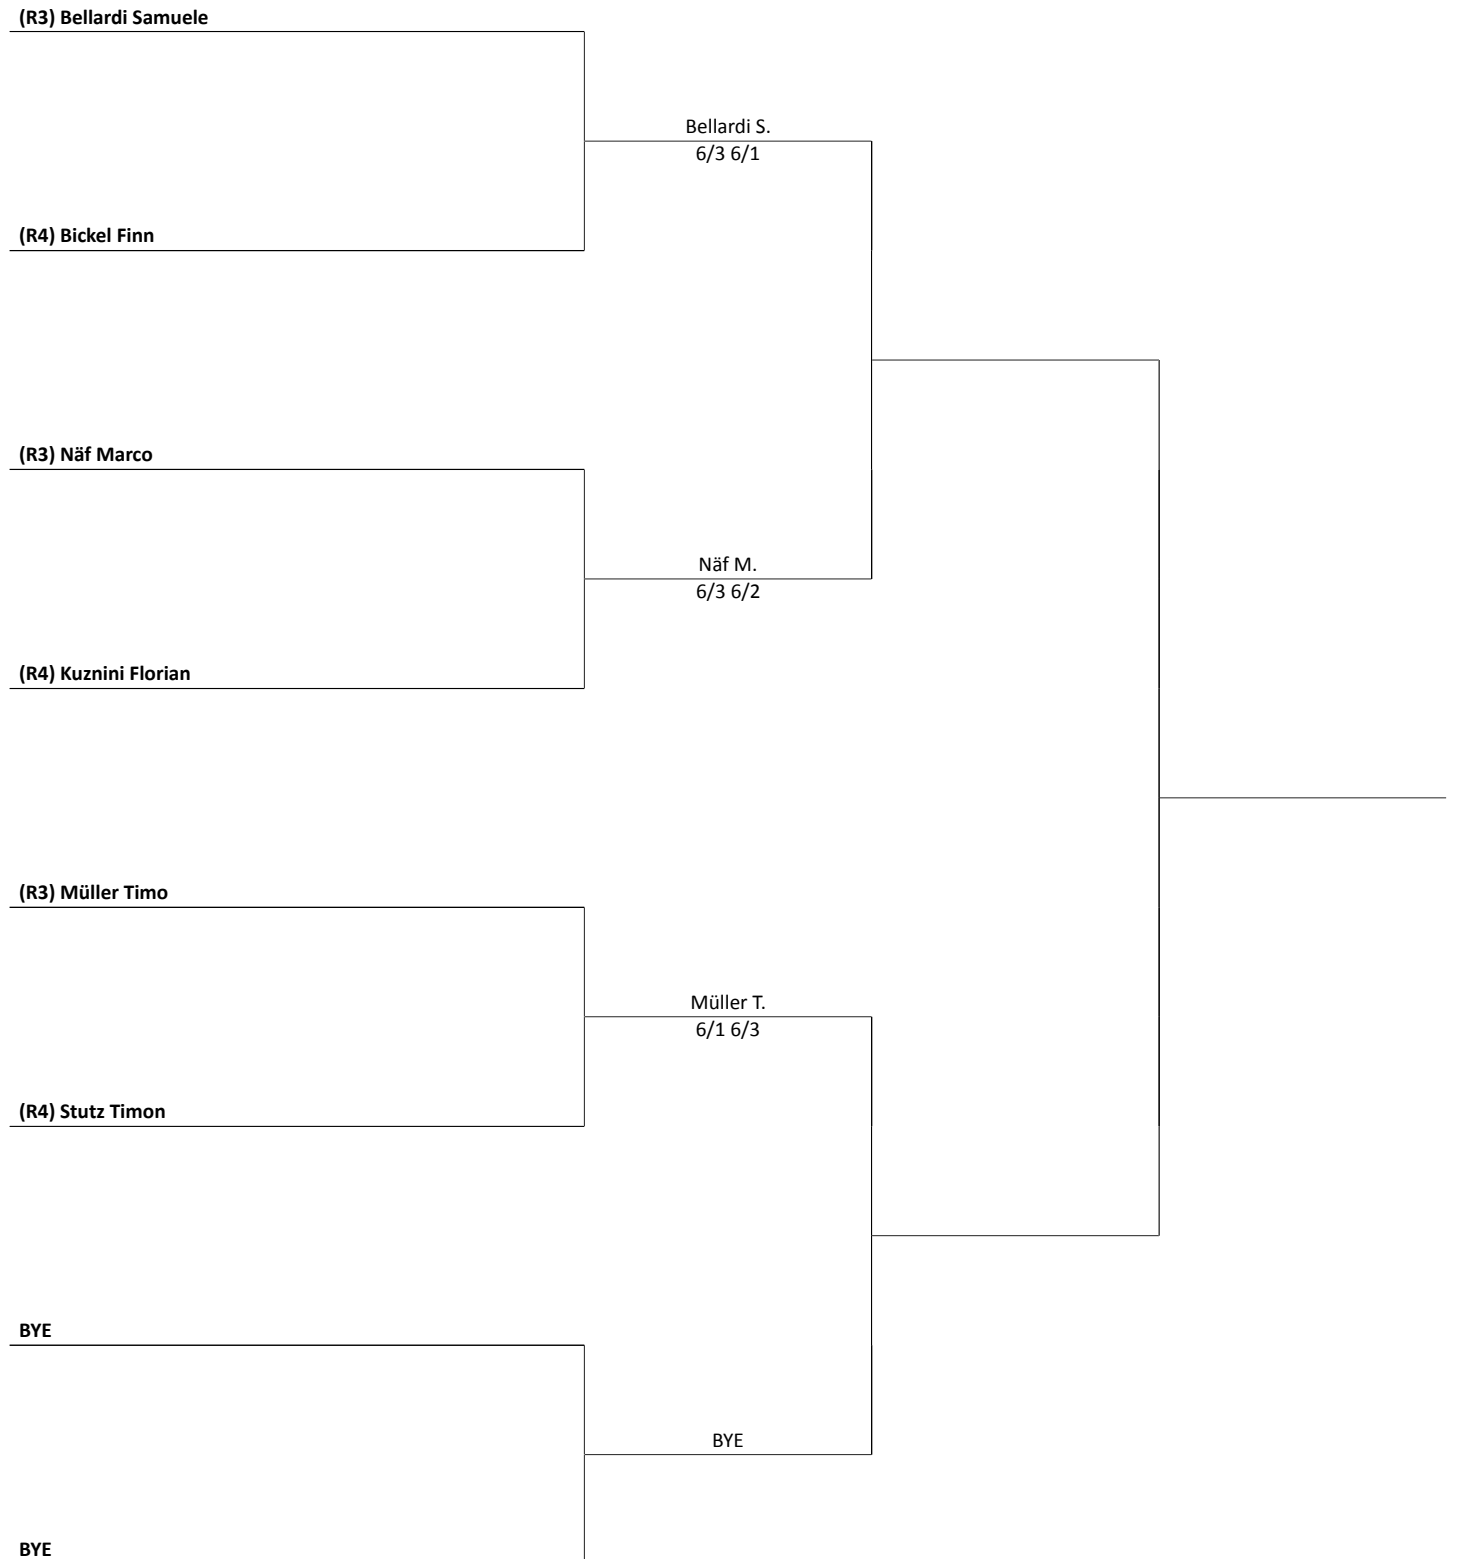 (R3) Bellardi Samuele
Bellardi S.
6/3 6/1
(R4) Bickel Finn
(R3) Näf Marco
Näf M.
6/3 6/2
(R4) Kuznini Florian
(R3) Müller Timo
Müller T.
6/1 6/3
(R4) Stutz Timon
BYE
BYE
BYE